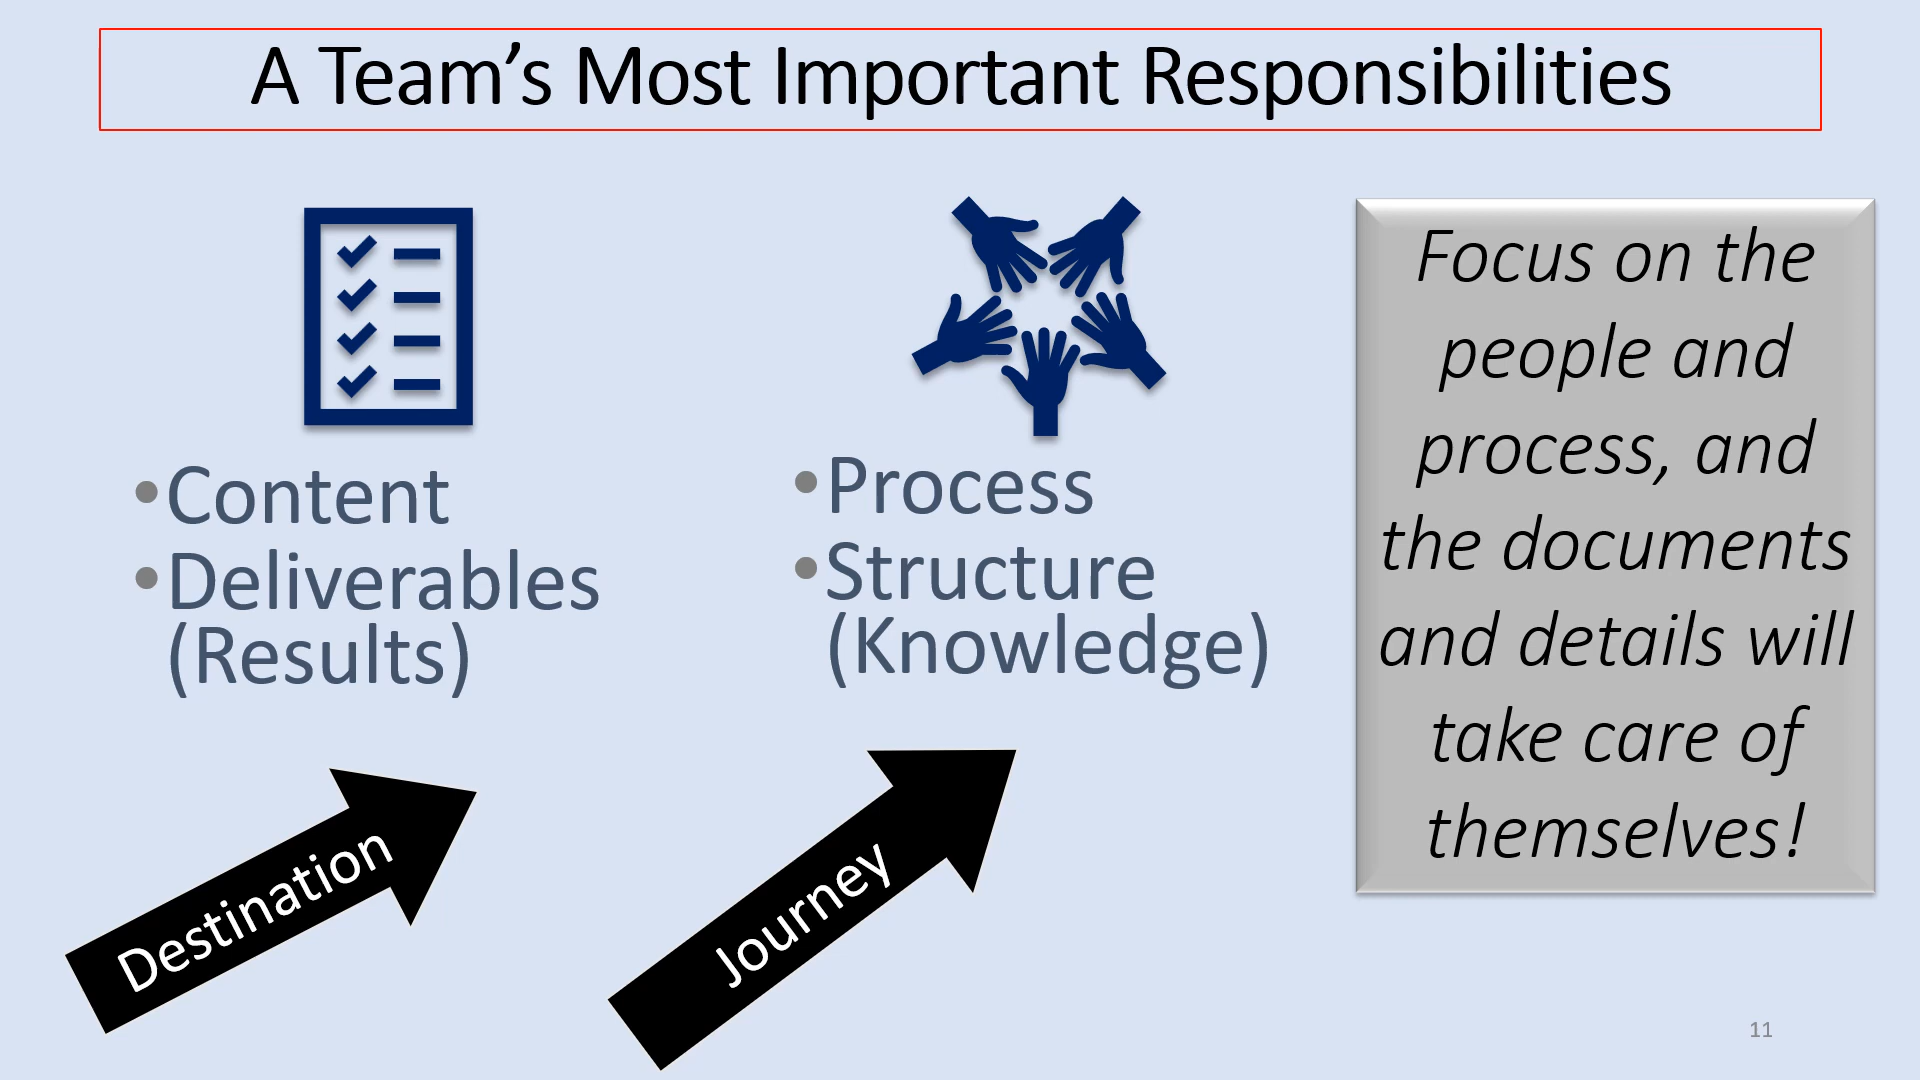 A Team’s Most Important Responsibilities
•Content
•Deliverables
(Results)
Destination
•Process
•Structure
(Knowledge)
Journey
Focus on the
people and
process, and
the documents
and details will
take care of
themselves!
11